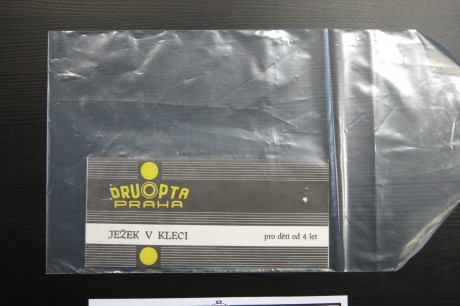 DRUOPTA
PRAHA
JEŽEK V KLECI pro děti od 4 let